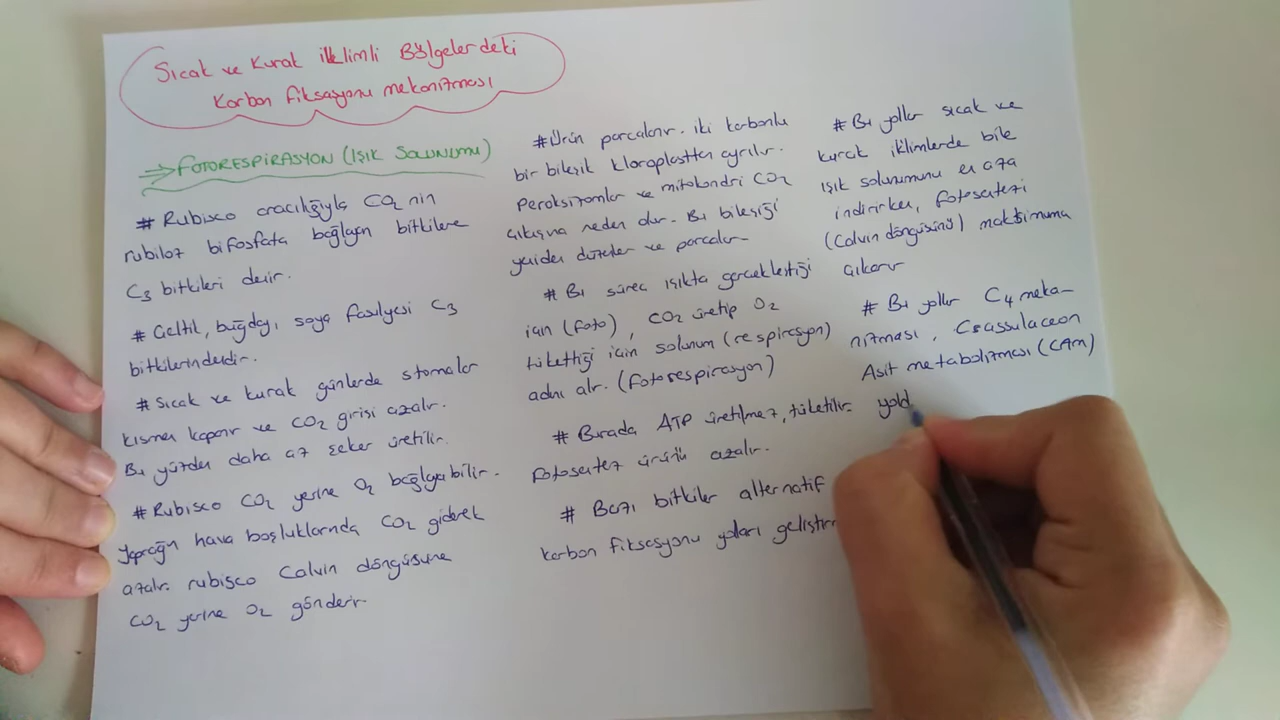 Sıcak ve Kurak iklimli Bölgelerdeki
Karbon fiksasyonu mekanizması
⇒ FOTORESPİRASYON (IŞIK SOLUNUMU)
# Rubisco aracılığıyla CO₂ nin
rubiloz bifosfata bağlayan bitkilere
C₃ bitkileri denir.
# Çeltik, buğday, soya fasulyesi C₃
bitkilerindendir.
# Sıcak ve kurak günlerde stomalar
kısmen kapanır ve CO₂ girişi azalır.
Bu yüzden daha az şeker üretilir.
# Rubisco CO₂ yerine O₂ bağlayabilir.
Yaprağın hava boşluklarında CO₂ giderek
azalır. rubisco Calvin döngüsüne
CO₂ yerine O₂ gönderir.
# Ürün parçalanır. iki karbonlu
bir bileşik kloroplasttan ayrılır.
Peroksizomlar ve mitokondri CO₂
çıkışına neden olur. Bu bileşiği
yeniden düzenler ve parçalar.
# Bu süreç ışıkta gerçekleştiği
için (foto), CO₂ üretip O₂
tükettiği için solunum (respirasyon)
adını alır. (fotorespirasyon)
# Burada ATP üretilmez, tüketilir.
Fotosentez ürünü azalır.
# Bazı bitkiler alternatif
karbon fiksasyonu yolları
# Bu yollar sıcak ve
kurak iklimlerde bile
ışık solunumunu en aza
indirirken, fotosentezi
(Calvin döngüsünü) maksimuma
çıkarır
# Bu yollar C₄ meka-
nizması, Crassulacean
Asit metabolizması (CAM)
yold